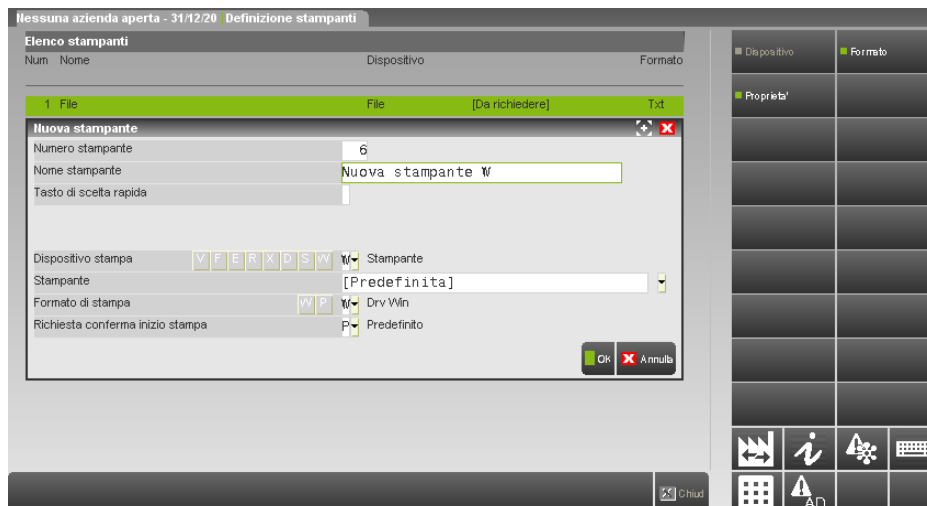 Nessuna azienda aperta - 31/12/20 Definizione stampanti
Elenco stampanti
Num Nome Dispositivo Formato
1 File File [Da richiedere] Txt
Nuova stampante
Numero stampante 6
Nome stampante Nuova stampante W
Tasto di scelta rapida
Dispositivo stampa V F E R X D S W W Stampante
Stampante [Predefinita]
Formato di stampa W P W Drv Win
Richiesta conferma inizio stampa P Predefinito
Ok Annulla
Chiud
Dispositivo Formato
Proprieta'
i
AD